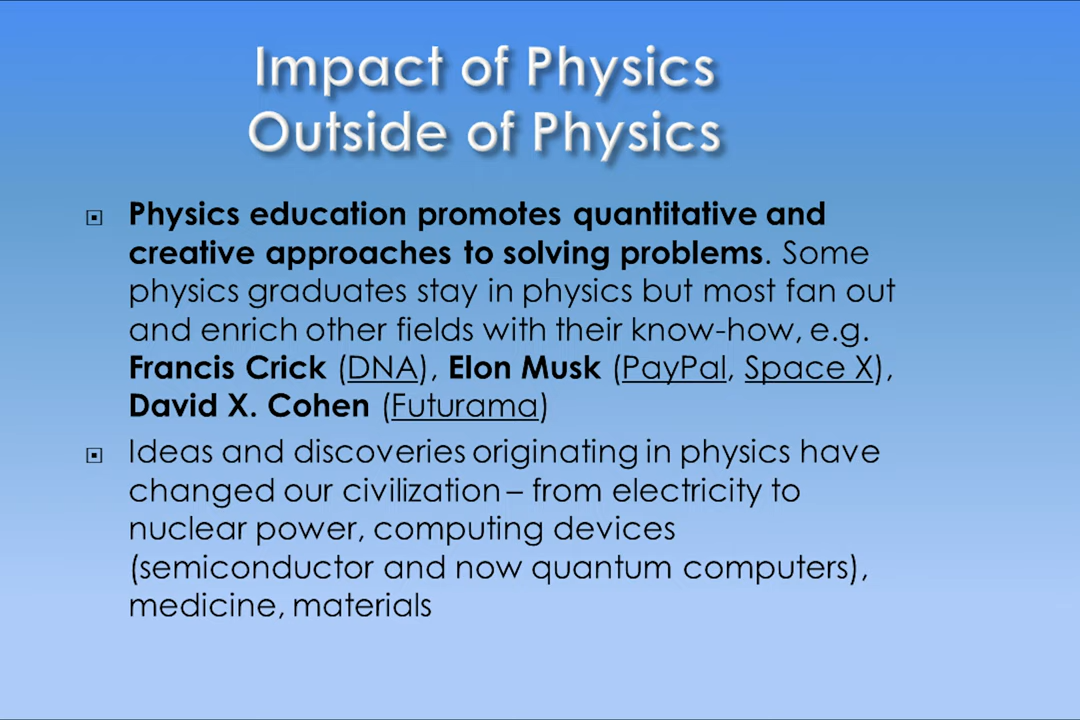 Impact of Physics
Outside of Physics
Physics education promotes quantitative and
creative approaches to solving problems. Some
physics graduates stay in physics but most fan out
and enrich other fields with their know-how, e.g.
Francis Crick (DNA), Elon Musk (PayPal, Space X),
David X. Cohen (Futurama)
Ideas and discoveries originating in physics have
changed our civilization – from electricity to
nuclear power, computing devices
(semiconductor and now quantum computers),
medicine, materials